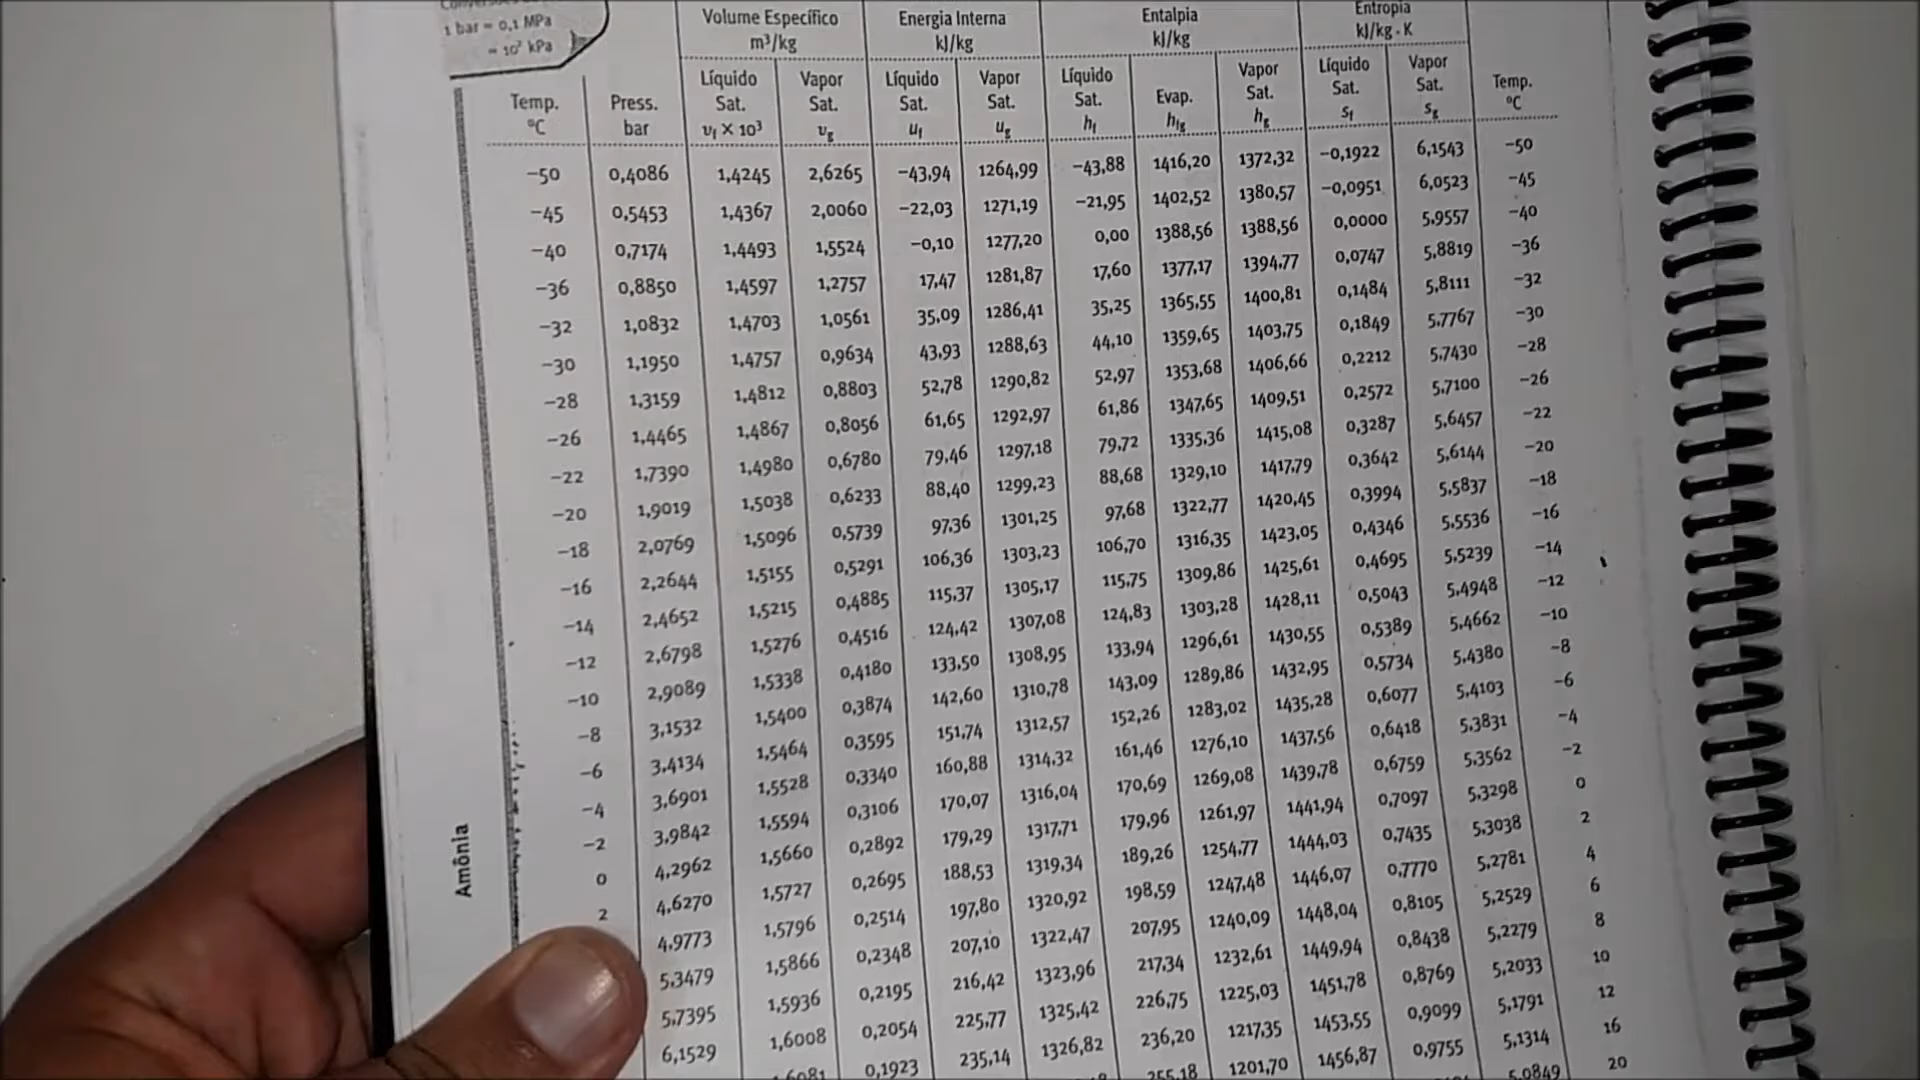 1 bar = 0,1 MPa
= 10² kPa
Volume Específico Energia Interna Entalpia Entropia
m³/kg kJ/kg kJ/kg kJ/kg · K
Líquido Vapor Líquido Vapor Líquido Vapor Líquido Vapor
Temp. Press. Sat. Sat. Sat. Sat. Sat. Evap. Sat. Sat. Sat. Temp.
°C bar vf × 10³ vg uf ug hf hfg hg sf sg °C
−50 0,4086 1,4245 2,6265 −43,94 1264,99 −43,88 1416,20 1372,32 −0,1922 6,1543 −50
−45 0,5453 1,4367 2,0060 −22,03 1271,19 −21,95 1402,52 1380,57 −0,0951 6,0523 −45
−40 0,7174 1,4493 1,5524 −0,10 1277,20 0,00 1388,56 1388,56 0,0000 5,9557 −40
−36 0,8850 1,4597 1,2757 17,47 1281,87 17,60 1377,17 1394,77 0,0747 5,8819 −36
−32 1,0832 1,4703 1,0561 35,09 1286,41 35,25 1365,55 1400,81 0,1484 5,8111 −32
−30 1,1950 1,4757 0,9634 43,93 1288,63 44,10 1359,65 1403,75 0,1849 5,7767 −30
−28 1,3159 1,4812 0,8803 52,78 1290,82 52,97 1353,68 1406,66 0,2212 5,7430 −28
−26 1,4465 1,4867 0,8056 61,65 1292,97 61,86 1347,65 1409,51 0,2572 5,7100 −26
−22 1,7390 1,4980 0,6780 79,46 1297,18 79,72 1335,36 1415,08 0,3287 5,6457 −22
−20 1,9019 1,5038 0,6233 88,40 1299,23 88,68 1329,10 1417,79 0,3642 5,6144 −20
−18 2,0769 1,5096 0,5739 97,36 1301,25 97,68 1322,77 1420,45 0,3994 5,5837 −18
−16 2,2644 1,5155 0,5291 106,36 1303,23 106,70 1316,35 1423,05 0,4346 5,5536 −16
−14 2,4652 1,5215 0,4885 115,37 1305,17 115,75 1309,86 1425,61 0,4695 5,5239 −14
−12 2,6798 1,5276 0,4516 124,42 1307,08 124,83 1303,28 1428,11 0,5043 5,4948 −12
−10 2,9089 1,5338 0,4180 133,50 1308,95 133,94 1296,61 1430,55 0,5389 5,4662 −10
−8 3,1532 1,5400 0,3874 142,60 1310,78 143,09 1289,86 1432,95 0,5734 5,4380 −8
−6 3,4134 1,5464 0,3595 151,74 1312,57 152,26 1283,02 1435,28 0,6077 5,4103 −6
−4 3,6901 1,5528 0,3340 160,88 1314,32 161,46 1276,10 1437,56 0,6418 5,3831 −4
−2 3,9842 1,5594 0,3106 170,07 1316,04 170,69 1269,08 1439,78 0,6759 5,3562 −2
0 4,2962 1,5660 0,2892 179,29 1317,71 179,96 1261,97 1441,94 0,7097 5,3298 0
2 4,6270 1,5727 0,2695 188,53 1319,34 189,26 1254,77 1444,03 0,7435 5,3038 2
4,9773 1,5796 0,2514 197,80 1320,92 198,59 1247,48 1446,07 0,7770 5,2781 4
5,3479 1,5866 0,2348 207,10 1322,47 207,95 1240,09 1448,04 0,8105 5,2529 6
5,7395 1,5936 0,2195 216,42 1323,96 217,34 1232,61 1449,94 0,8438 5,2279 8
6,1529 1,6008 0,2054 225,77 1325,42 226,75 1225,03 1451,78 0,8769 5,2033 10
1,6081 0,1923 235,14 1326,82 236,20 1217,35 1453,55 0,9099 5,1791 12
255,18 1201,70 1456,87 0,9755 5,1314 16
5,0849 20
Amônia